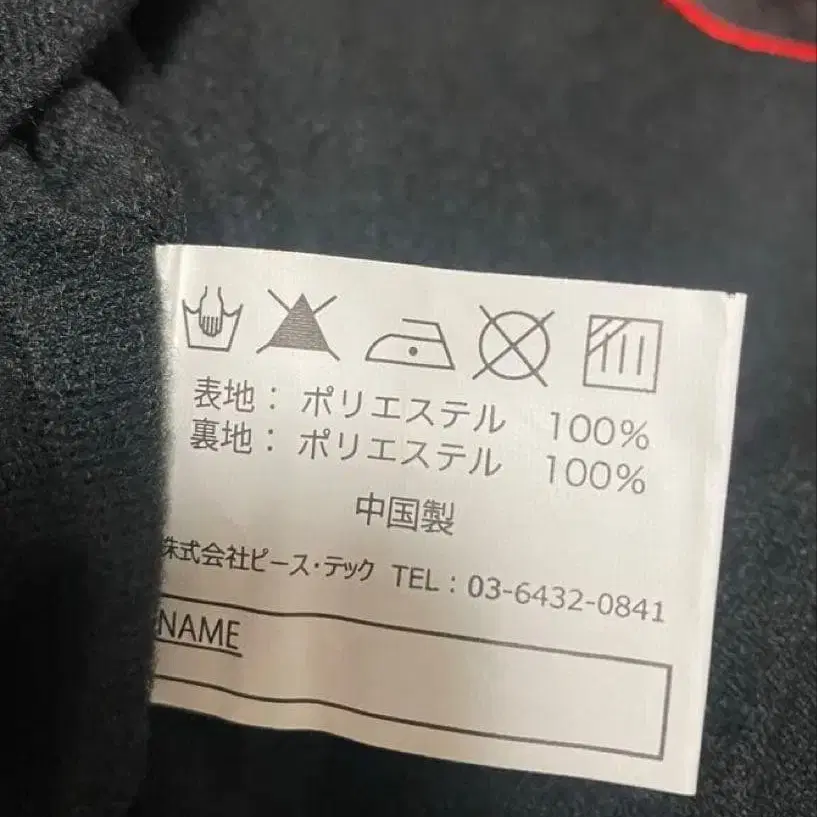 表地： ポリエステル 100%
裏地： ポリエステル 100%
中国製
株式会社ピース・テック TEL：03-6432-0841
NAME